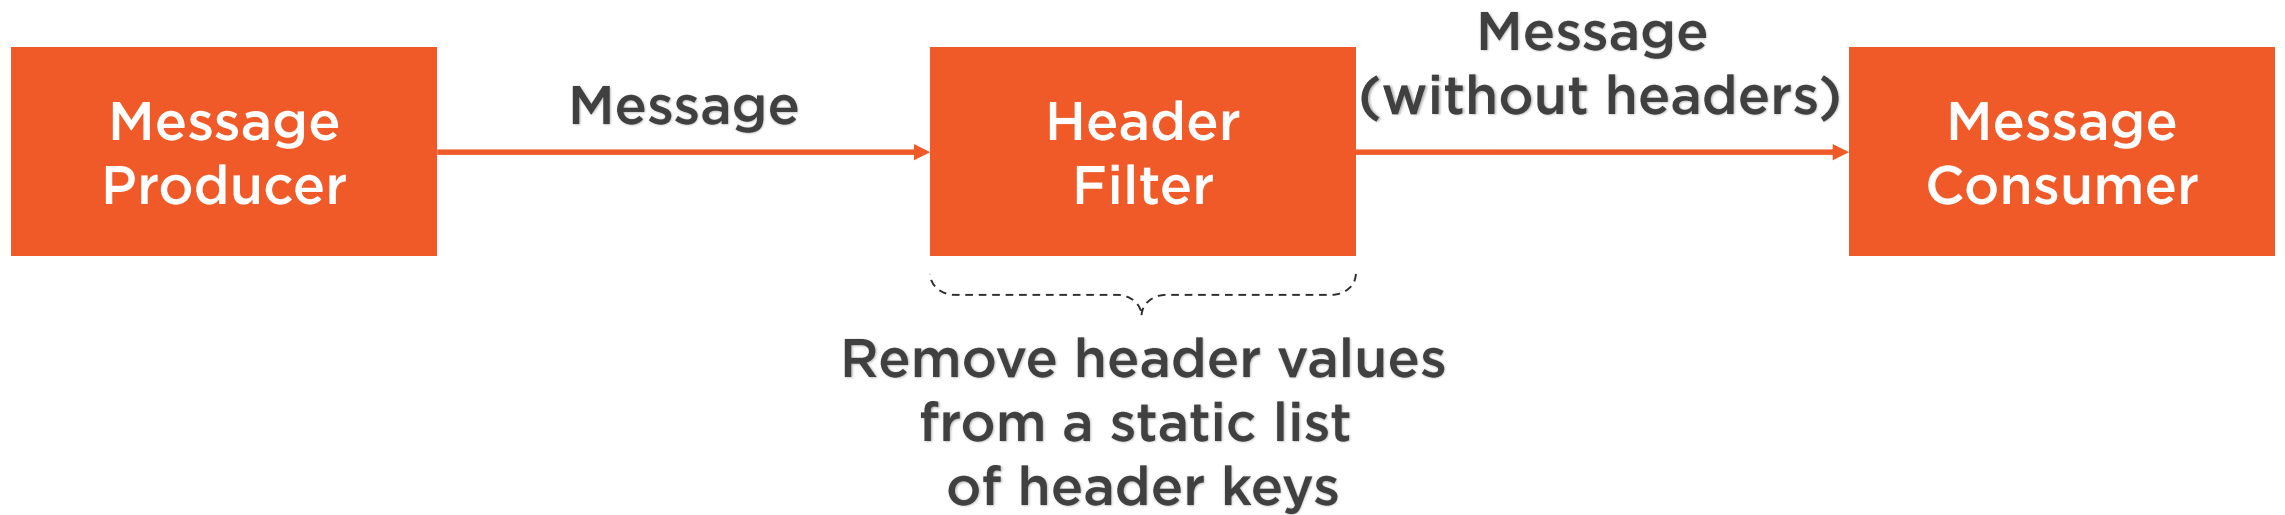 Message
Producer
Message
Header
Filter
Message
(without headers)
Message
Consumer
Remove header values
from a static list
of header keys